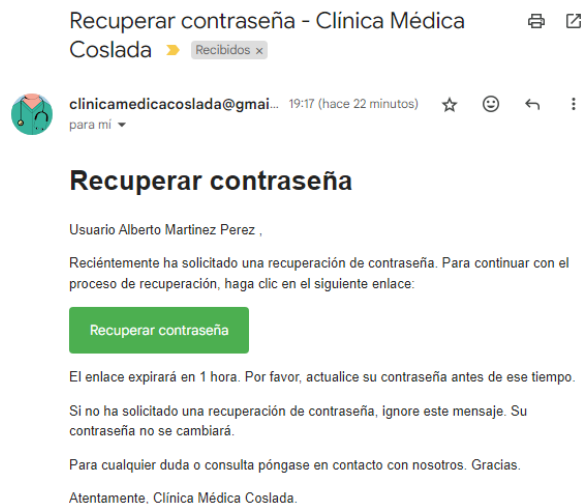 Recuperar contraseña - Clínica Médica
Coslada Recibidos ×
clinicamedicacoslada@gmai... 19:17 (hace 22 minutos)
para mí
Recuperar contraseña
Usuario Alberto Martinez Perez ,
Reciéntemente ha solicitado una recuperación de contraseña. Para continuar con el
proceso de recuperación, haga clic en el siguiente enlace:
Recuperar contraseña
El enlace expirará en 1 hora. Por favor, actualice su contraseña antes de ese tiempo.
Si no ha solicitado una recuperación de contraseña, ignore este mensaje. Su
contraseña no se cambiará.
Para cualquier duda o consulta póngase en contacto con nosotros. Gracias.
Atentamente, Clínica Médica Coslada.